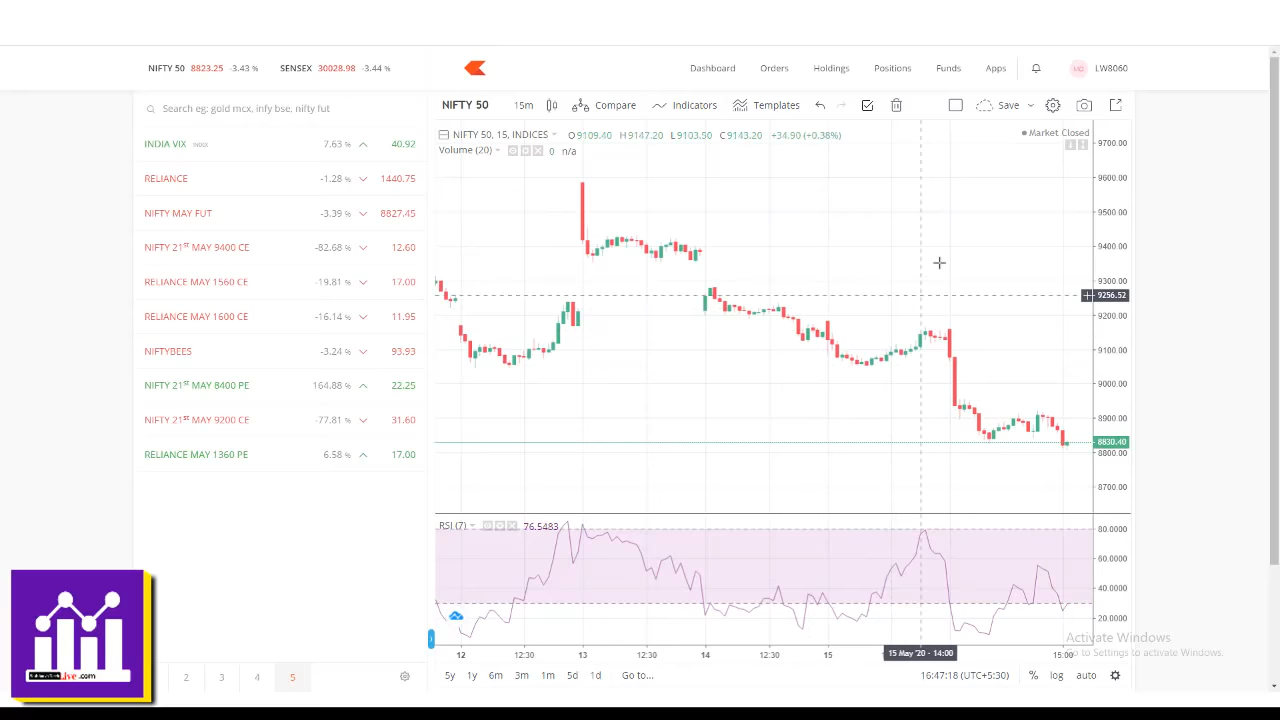 NIFTY 50 8823.25 -3.43 % SENSEX 30028.98 -3.44 %
Dashboard Orders Holdings Positions Funds Apps LW8060
Search eg: gold mcx, infy bse, nifty fut
INDIA VIX INDEX 7.63 % 40.92
RELIANCE -1.28 % 1440.75
NIFTY MAY FUT -3.39 % 8827.45
NIFTY 21st MAY 9400 CE -82.68 % 12.60
RELIANCE MAY 1560 CE -19.81 % 17.00
RELIANCE MAY 1600 CE -16.14 % 11.95
NIFTYBEES -3.24 % 93.93
NIFTY 21st MAY 8400 PE 164.88 % 22.25
NIFTY 21st MAY 9200 CE -77.81 % 31.60
RELIANCE MAY 1360 PE 6.58 % 17.00
2 3 4 5
NIFTY 50 15m Compare Indicators Templates Save
NIFTY 50, 15, INDICES O9109.40 H9147.20 L9103.50 C9143.20 +34.90 (+0.38%)
Market Closed
Volume (20) 0 n/a
9700.00
9600.00
9500.00
9400.00
9300.00
9256.52
9200.00
9100.00
9000.00
8900.00
8830.40
8800.00
8700.00
RSI (7) 76.5483
80.0000
60.0000
40.0000
20.0000
12 12:30 13 12:30 14 12:30 15 15 May '20 - 14:00 15:00
5y 1y 6m 3m 1m 5d 1d Go to... 16:47:18 (UTC+5:30) % log auto
Activate Windows
Go to Settings to activate Windows.